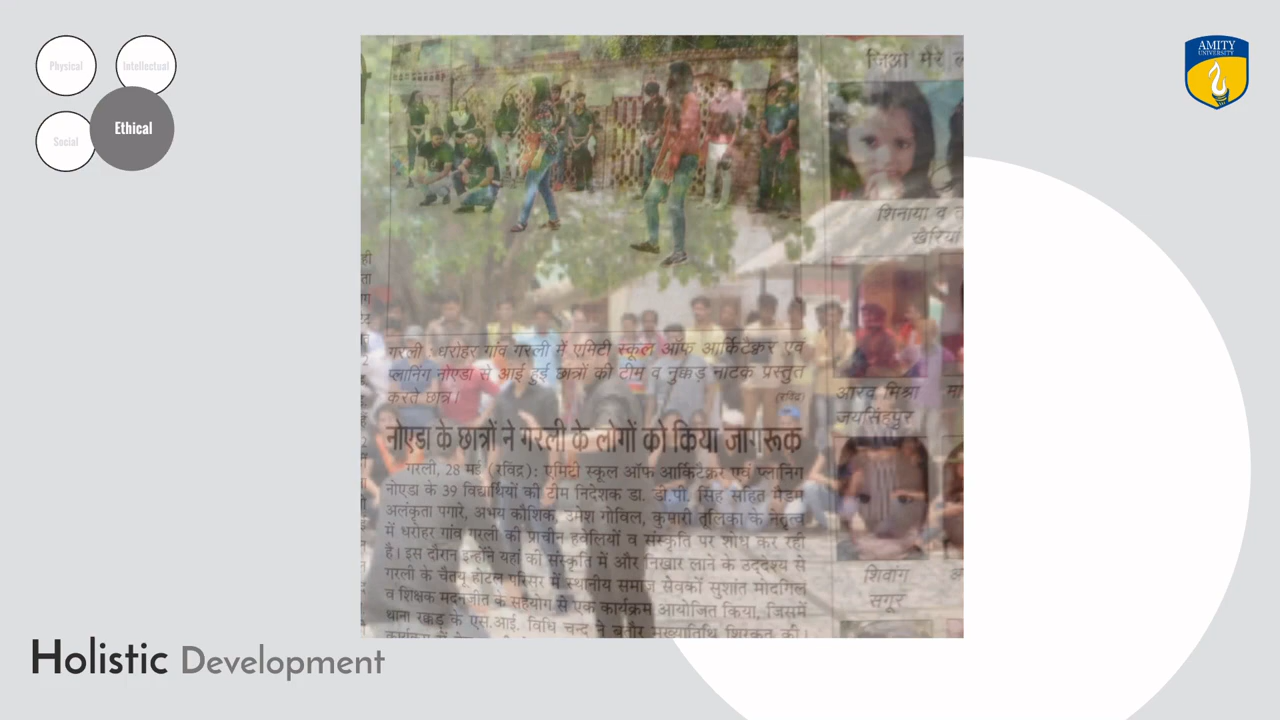 Physical
Intellectual
Social
Ethical
AMITY
UNIVERSITY
जिओ मेरे
शिनाया व
खैरियां
गरली : धरोहर गांव गरली में एमिटी स्कूल ऑफ आर्किटैक्चर एवं
प्लानिंग नोएडा से आई हुई छात्रों की टीम व नुक्कड़ नाटक प्रस्तुत
करते छात्र।
(रविंद्र)
आरव मिश्रा
जयसिंहपुर
नोएडा के छात्रों ने गरली के लोगों को किया जागरूक
गरली, 28 मई (रविंद्र): एमिटी स्कूल ऑफ आर्किटैक्चर एवं प्लानिंग
नोएडा के 39 विद्यार्थियों की टीम निदेशक डा. डी.पी. सिंह सहित मैडम
अलंकृता पगारे, अभय कौशिक, उमेश गोविल, कुमारी तूलिका के नेतृत्व
में धरोहर गांव गरली की प्राचीन हवेलियों व संस्कृति पर शोध कर रही
है। इस दौरान इन्होंने यहां की संस्कृति में और निखार लाने के उद्देश्य से
गरली के चैतयू होटल परिसर में स्थानीय समाज सेवकों सुशांत मोदगिल
व शिक्षक मदनजीत के सहयोग से एक कार्यक्रम आयोजित किया, जिसमें
थाना रक्कड़ के एस.आई. विधि चन्द ने बतौर मुख्यातिथि शिरकत की।
शिवांग
सगूर
Holistic Development